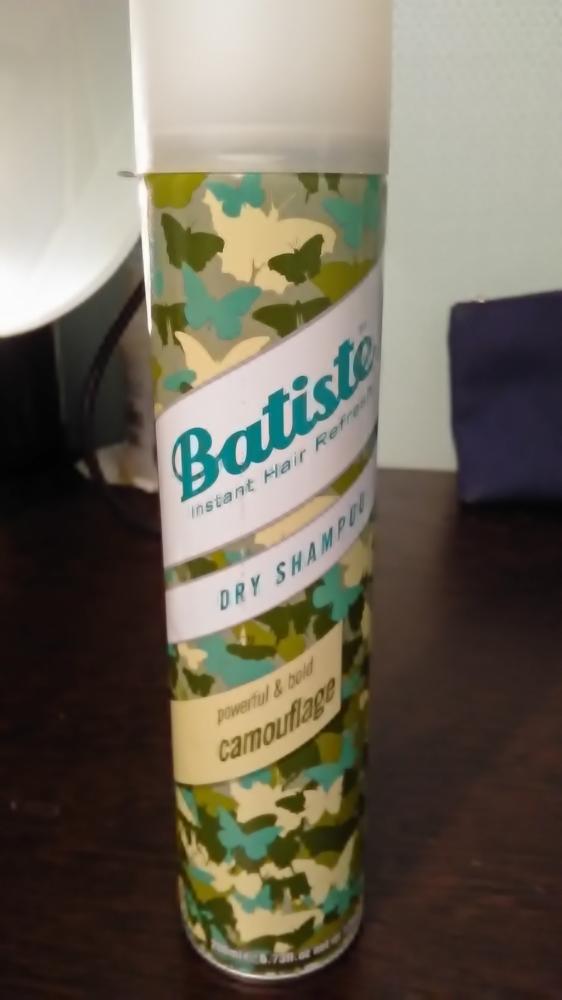 Batiste
Instant Hair Refresh
DRY SHAMPOO
powerful & bold
camouflage